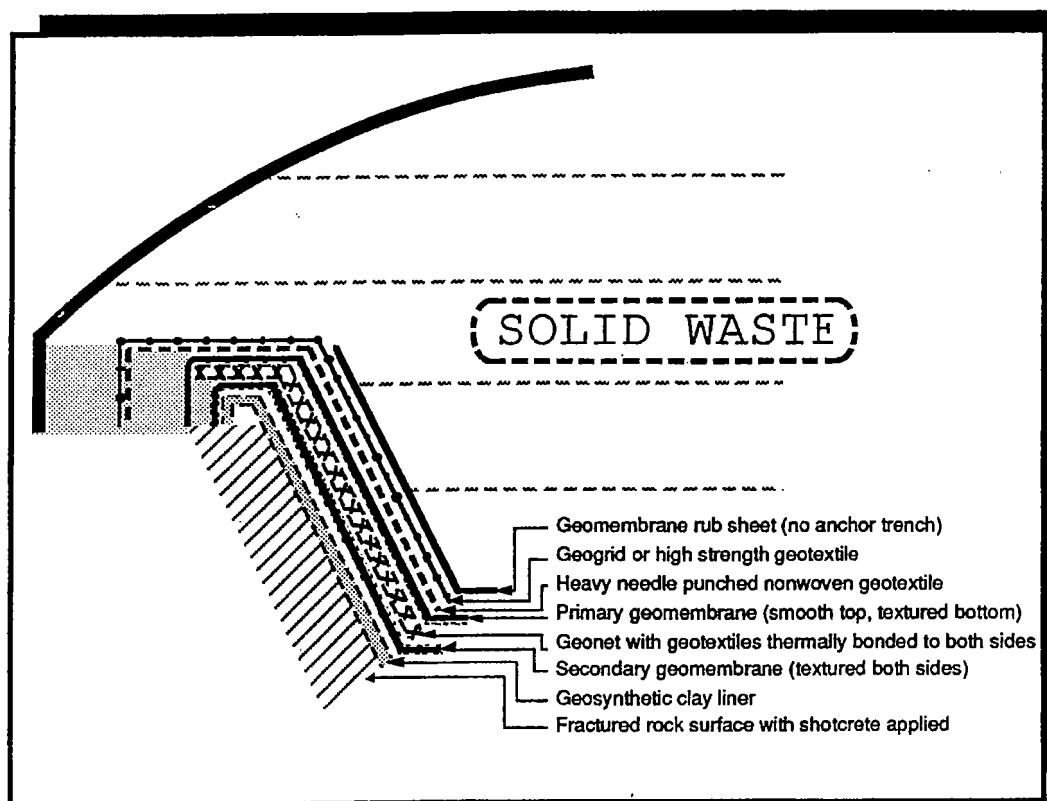 SOLID WASTE
Geomembrane rub sheet (no anchor trench)
Geogrid or high strength geotextile
Heavy needle punched nonwoven geotextile
Primary geomembrane (smooth top, textured bottom)
Geonet with geotextiles thermally bonded to both sides
Secondary geomembrane (textured both sides)
Geosynthetic clay liner
Fractured rock surface with shotcrete applied